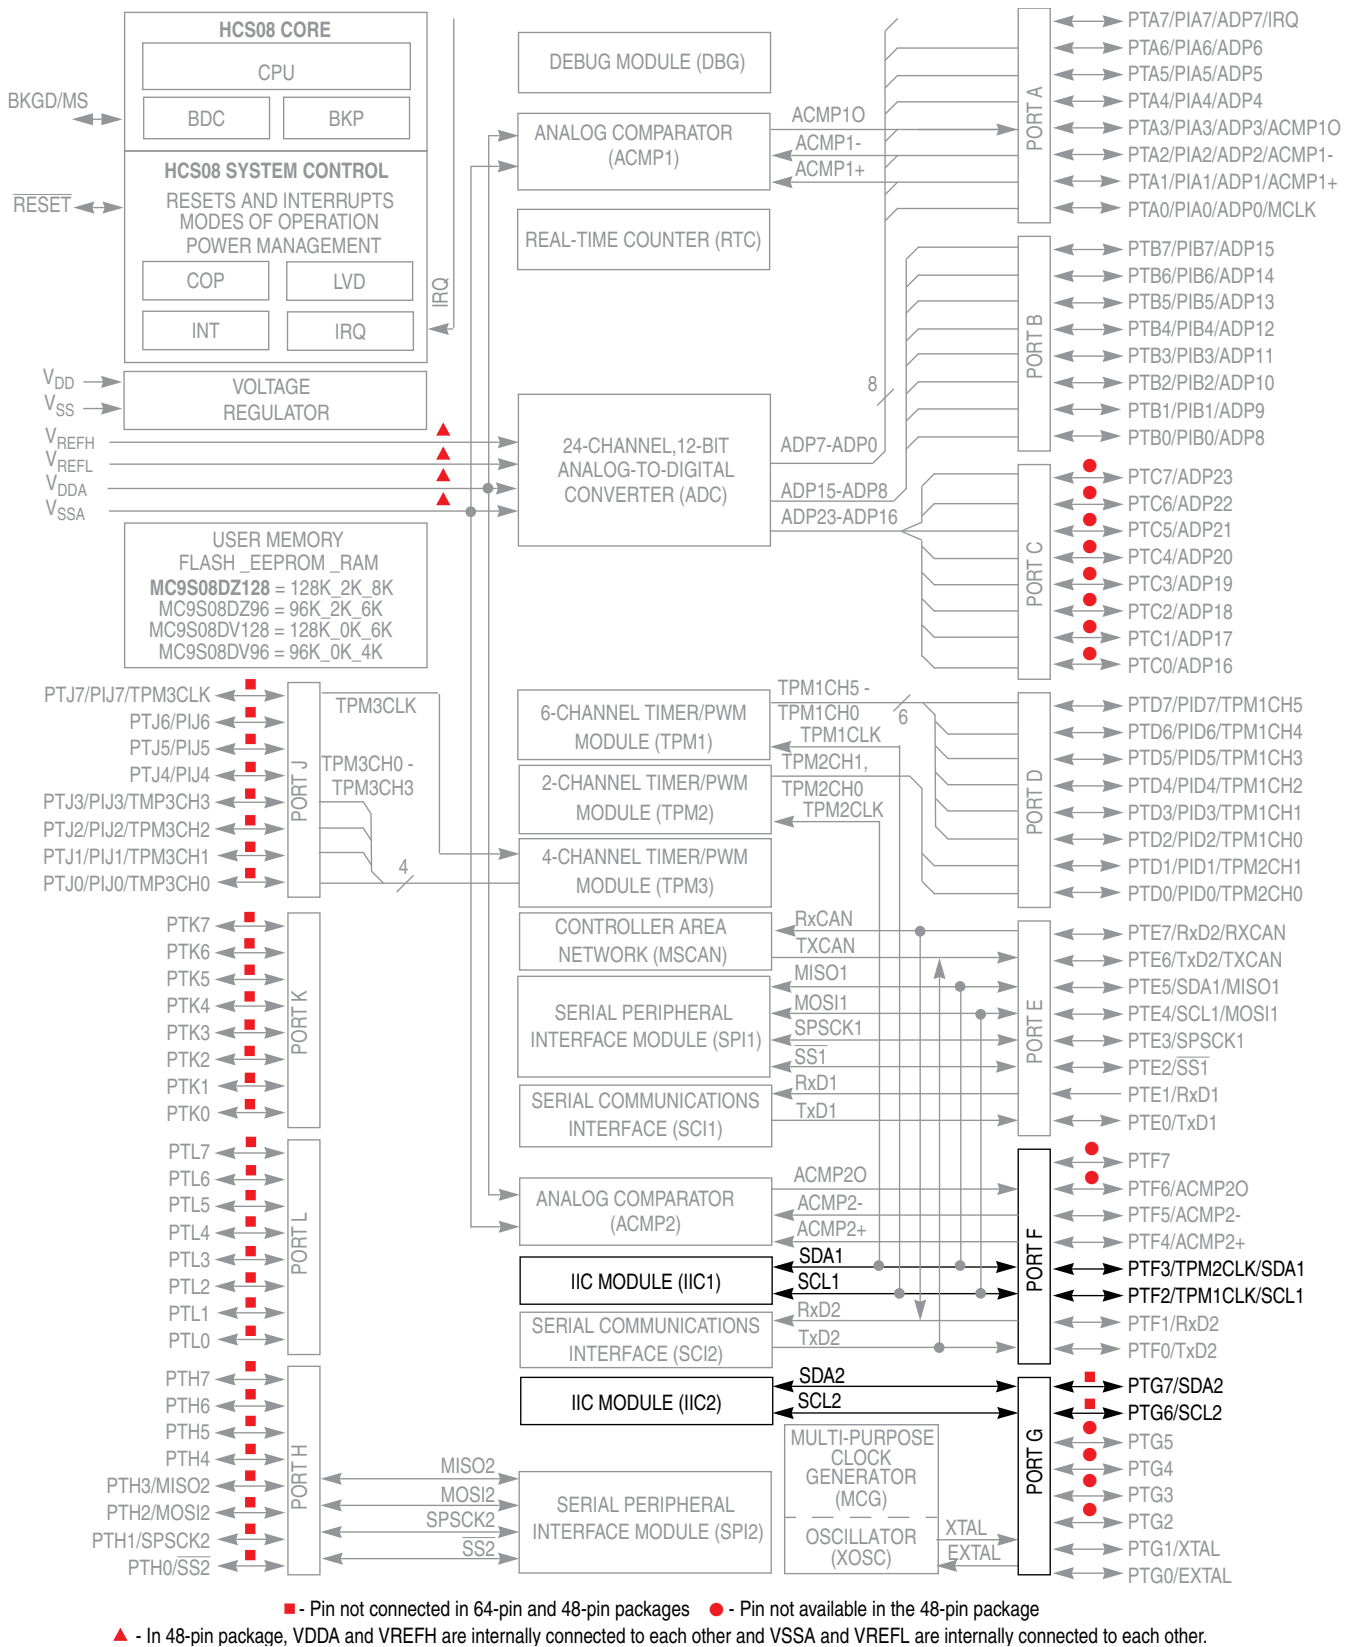 HCS08 CORE
CPU
BDC
BKP
BKGD/MS
HCS08 SYSTEM CONTROL
RESETS AND INTERRUPTS
MODES OF OPERATION
POWER MANAGEMENT
COP
LVD
INT
IRQ
RESET
IRQ
VDD
VSS
VOLTAGE
REGULATOR
VREFH
VREFL
VDDA
VSSA
USER MEMORY
FLASH _EEPROM _RAM
MC9S08DZ128 = 128K_2K_8K
MC9S08DZ96 = 96K_2K_6K
MC9S08DV128 = 128K_0K_6K
MC9S08DV96 = 96K_0K_4K
DEBUG MODULE (DBG)
ANALOG COMPARATOR
(ACMP1)
ACMP1O
ACMP1-
ACMP1+
REAL-TIME COUNTER (RTC)
24-CHANNEL,12-BIT
ANALOG-TO-DIGITAL
CONVERTER (ADC)
8
ADP7-ADP0
ADP15-ADP8
ADP23-ADP16
PORT A
PTA7/PIA7/ADP7/IRQ
PTA6/PIA6/ADP6
PTA5/PIA5/ADP5
PTA4/PIA4/ADP4
PTA3/PIA3/ADP3/ACMP1O
PTA2/PIA2/ADP2/ACMP1-
PTA1/PIA1/ADP1/ACMP1+
PTA0/PIA0/ADP0/MCLK
PORT B
PTB7/PIB7/ADP15
PTB6/PIB6/ADP14
PTB5/PIB5/ADP13
PTB4/PIB4/ADP12
PTB3/PIB3/ADP11
PTB2/PIB2/ADP10
PTB1/PIB1/ADP9
PTB0/PIB0/ADP8
PORT C
PTC7/ADP23
PTC6/ADP22
PTC5/ADP21
PTC4/ADP20
PTC3/ADP19
PTC2/ADP18
PTC1/ADP17
PTC0/ADP16
PTJ7/PIJ7/TPM3CLK
PTJ6/PIJ6
PTJ5/PIJ5
PTJ4/PIJ4
PTJ3/PIJ3/TMP3CH3
PTJ2/PIJ2/TPM3CH2
PTJ1/PIJ1/TPM3CH1
PTJ0/PIJ0/TMP3CH0
PORT J
TPM3CLK
TPM3CH0 -
TPM3CH3
4
6-CHANNEL TIMER/PWM
MODULE (TPM1)
TPM1CH5 -
TPM1CH0
6
TPM1CLK
2-CHANNEL TIMER/PWM
MODULE (TPM2)
TPM2CH1,
TPM2CH0
TPM2CLK
4-CHANNEL TIMER/PWM
MODULE (TPM3)
PORT D
PTD7/PID7/TPM1CH5
PTD6/PID6/TPM1CH4
PTD5/PID5/TPM1CH3
PTD4/PID4/TPM1CH2
PTD3/PID3/TPM1CH1
PTD2/PID2/TPM1CH0
PTD1/PID1/TPM2CH1
PTD0/PID0/TPM2CH0
PTK7
PTK6
PTK5
PTK4
PTK3
PTK2
PTK1
PTK0
PORT K
CONTROLLER AREA
NETWORK (MSCAN)
RxCAN
TXCAN
SERIAL PERIPHERAL
INTERFACE MODULE (SPI1)
MISO1
MOSI1
SPSCK1
SS1
SERIAL COMMUNICATIONS
INTERFACE (SCI1)
RxD1
TxD1
PORT E
PTE7/RxD2/RXCAN
PTE6/TxD2/TXCAN
PTE5/SDA1/MISO1
PTE4/SCL1/MOSI1
PTE3/SPSCK1
PTE2/SS1
PTE1/RxD1
PTE0/TxD1
PTL7
PTL6
PTL5
PTL4
PTL3
PTL2
PTL1
PTL0
PORT L
ANALOG COMPARATOR
(ACMP2)
ACMP2O
ACMP2-
ACMP2+
IIC MODULE (IIC1)
SDA1
SCL1
SERIAL COMMUNICATIONS
INTERFACE (SCI2)
RxD2
TxD2
PORT F
PTF7
PTF6/ACMP2O
PTF5/ACMP2-
PTF4/ACMP2+
PTF3/TPM2CLK/SDA1
PTF2/TPM1CLK/SCL1
PTF1/RxD2
PTF0/TxD2
PTH7
PTH6
PTH5
PTH4
PTH3/MISO2
PTH2/MOSI2
PTH1/SPSCK2
PTH0/SS2
PORT H
MISO2
MOSI2
SPSCK2
SS2
IIC MODULE (IIC2)
SDA2
SCL2
SERIAL PERIPHERAL
INTERFACE MODULE (SPI2)
MULTI-PURPOSE
CLOCK
GENERATOR
(MCG)
OSCILLATOR
(XOSC)
XTAL
EXTAL
PORT G
PTG7/SDA2
PTG6/SCL2
PTG5
PTG4
PTG3
PTG2
PTG1/XTAL
PTG0/EXTAL
- Pin not connected in 64-pin and 48-pin packages
- Pin not available in the 48-pin package
- In 48-pin package, VDDA and VREFH are internally connected to each other and VSSA and VREFL are internally connected to each other.